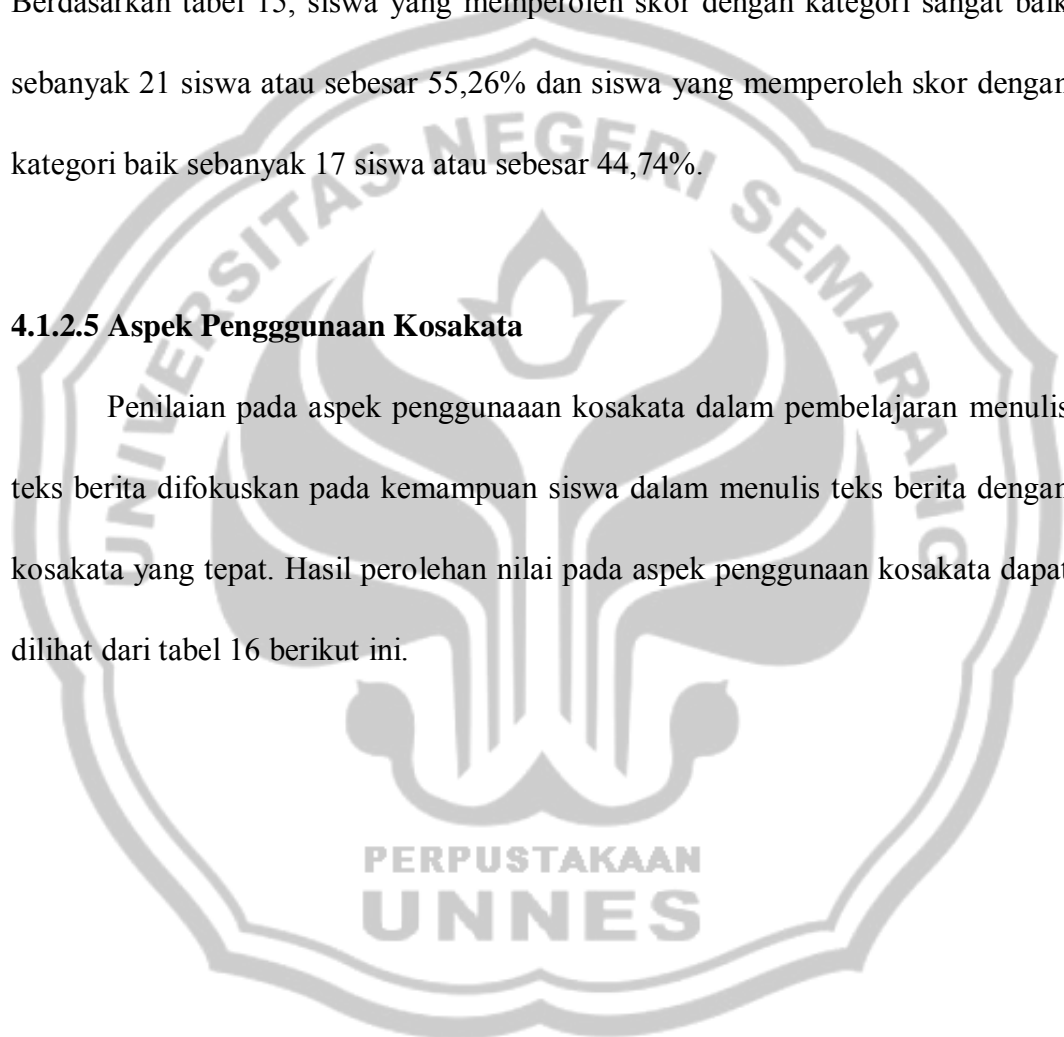 Berdasarkan tabel 15, siswa yang memperoleh skor dengan kategori sangat baik
sebanyak 21 siswa atau sebesar 55,26% dan siswa yang memperoleh skor dengan
kategori baik sebanyak 17 siswa atau sebesar 44,74%.
4.1.2.5 Aspek Pengggunaan Kosakata
Penilaian pada aspek penggunaaan kosakata dalam pembelajaran menulis
teks berita difokuskan pada kemampuan siswa dalam menulis teks berita dengan
kosakata yang tepat. Hasil perolehan nilai pada aspek penggunaan kosakata dapat
dilihat dari tabel 16 berikut ini.
UNIVERSITAS NEGERI SEMARANG
PERPUSTAKAAN
UNNES